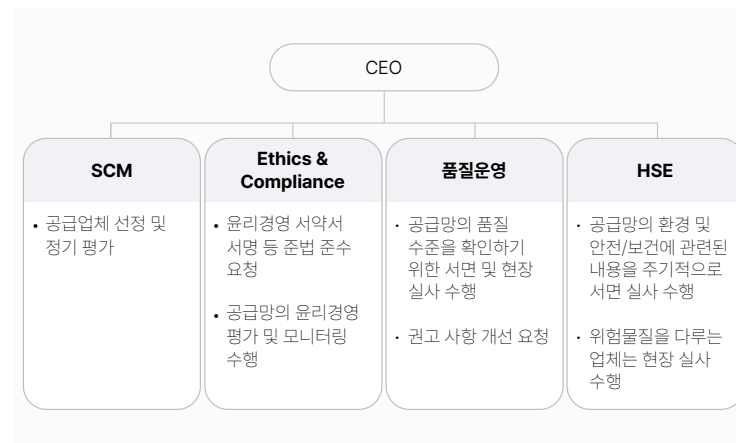 CEO
SCM
• 공급업체 선정 및
정기 평가
Ethics &
Compliance
• 윤리경영 서약서
서명 등 준법 준수
요청
• 공급망의 윤리경영
평가 및 모니터링
수행
품질운영
• 공급망의 품질
수준을 확인하기
위한 서면 및 현장
실사 수행
• 권고 사항 개선 요청
HSE
• 공급망의 환경 및
안전/보건에 관련된
내용을 주기적으로
서면 실사 수행
• 위험물질을 다루는
업체는 현장 실사
수행